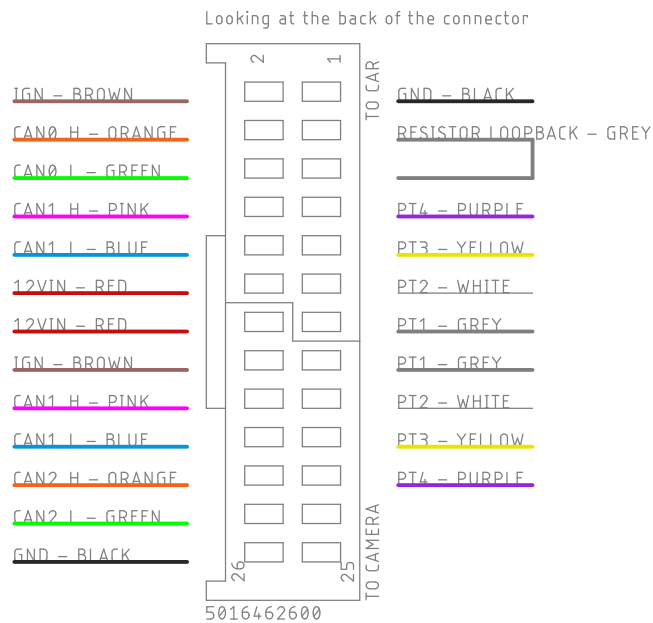 Looking at the back of the connector
2
1
TO CAR
IGN – BROWN
GND – BLACK
CAN0 H – ORANGE
RESISTOR LOOPBACK – GREY
CAN0 L – GREEN
CAN1 H – PINK
PT4 – PURPLE
CAN1 L – BLUE
PT3 – YELLOW
12VIN – RED
PT2 – WHITE
12VIN – RED
PT1 – GREY
IGN – BROWN
PT1 – GREY
CAN1 H – PINK
PT2 – WHITE
CAN1 L – BLUE
PT3 – YELLOW
CAN2 H – ORANGE
PT4 – PURPLE
CAN2 L – GREEN
GND – BLACK
26
25
TO CAMERA
5016462600